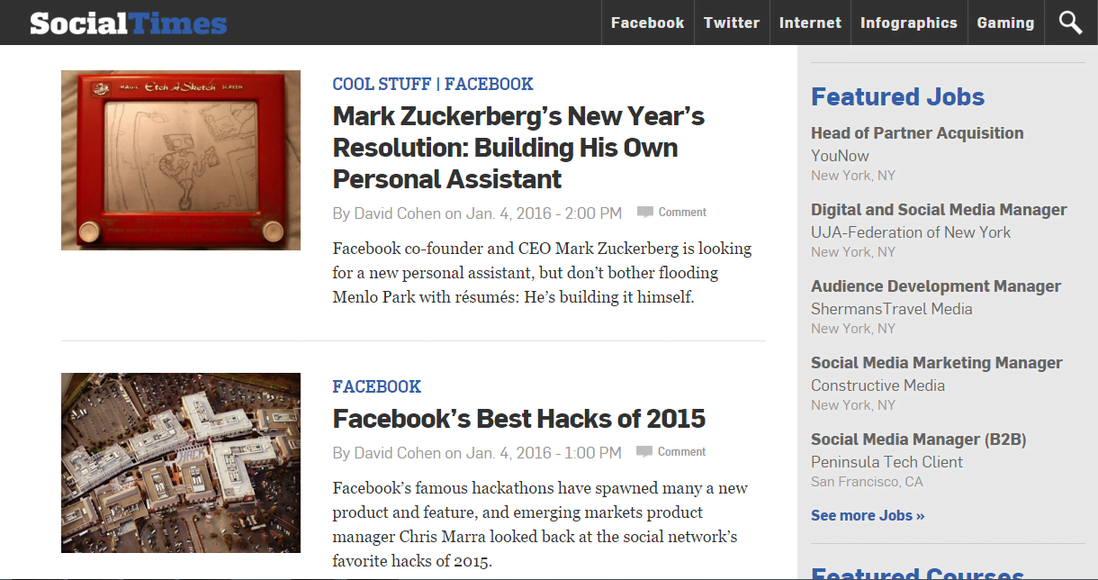 SocialTimes
Facebook
Twitter
Internet
Infographics
Gaming
MAGIC Etch A Sketch SCREEN
COOL STUFF | FACEBOOK
Mark Zuckerberg’s New Year’s
Resolution: Building His Own
Personal Assistant
By David Cohen on Jan. 4, 2016 - 2:00 PM Comment
Facebook co-founder and CEO Mark Zuckerberg is looking
for a new personal assistant, but don’t bother flooding
Menlo Park with résumés: He’s building it himself.
FACEBOOK
Facebook’s Best Hacks of 2015
By David Cohen on Jan. 4, 2016 - 1:00 PM Comment
Facebook’s famous hackathons have spawned many a new
product and feature, and emerging markets product
manager Chris Marra looked back at the social network’s
favorite hacks of 2015.
Featured Jobs
Head of Partner Acquisition
YouNow
New York, NY
Digital and Social Media Manager
UJA-Federation of New York
New York, NY
Audience Development Manager
ShermansTravel Media
New York, NY
Social Media Marketing Manager
Constructive Media
New York, NY
Social Media Manager (B2B)
Peninsula Tech Client
San Francisco, CA
See more Jobs »
Featured Courses